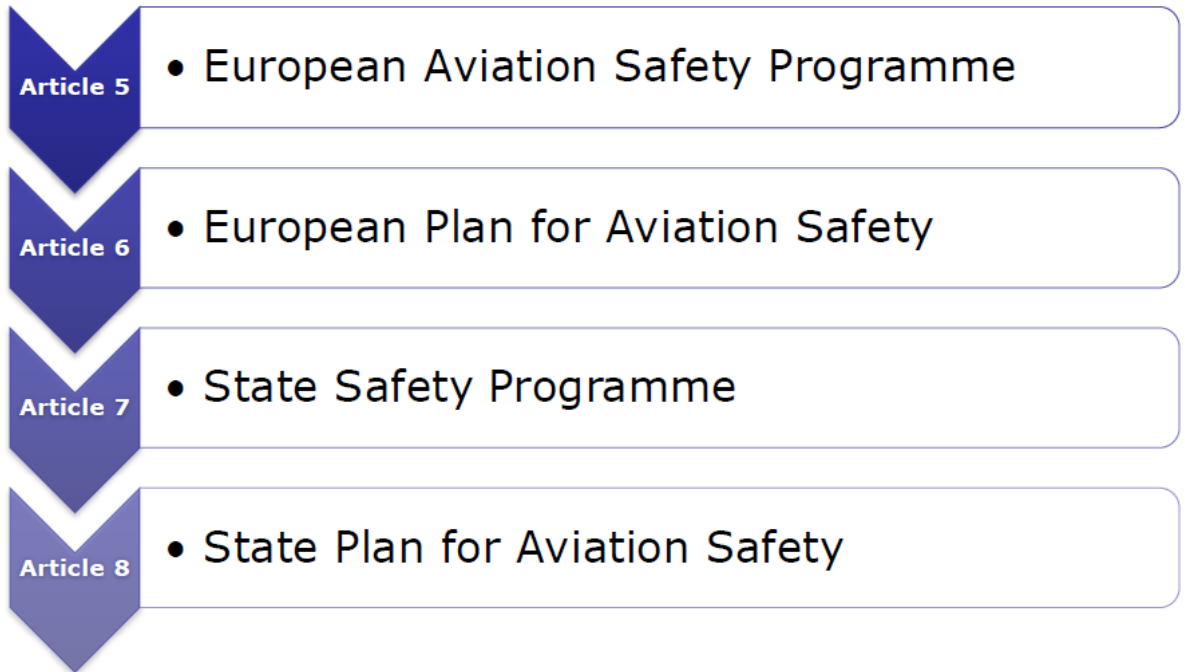 Article 5
• European Aviation Safety Programme
Article 6
• European Plan for Aviation Safety
Article 7
• State Safety Programme
Article 8
• State Plan for Aviation Safety